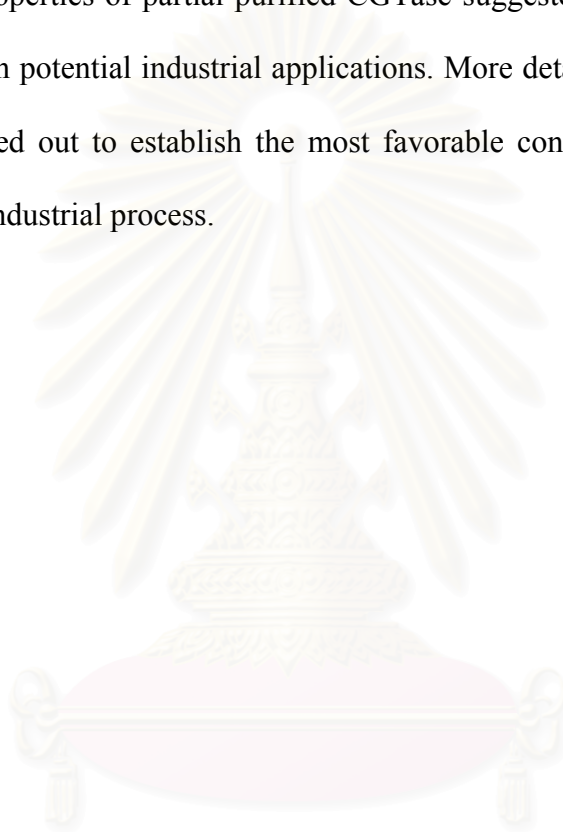 operties of partial purified CGTase suggeste
n potential industrial applications. More deta
ed out to establish the most favorable con
ndustrial process.